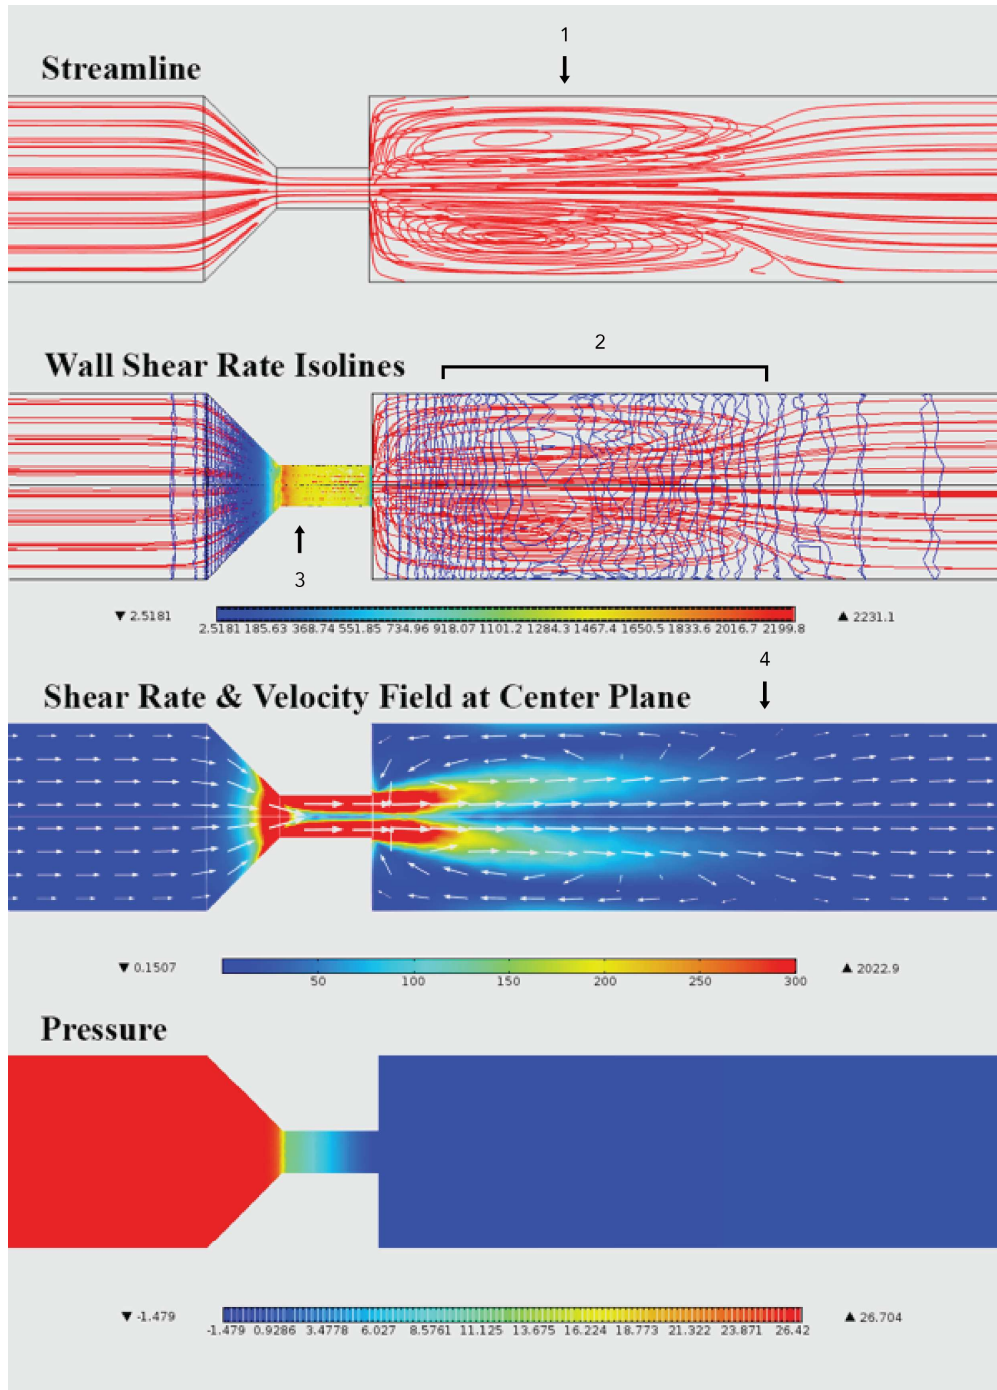 1
Streamline
2
Wall Shear Rate Isolines
3
▼ 2.5181
▲ 2231.1
2.5181 185.63 368.74 551.85 734.96 918.07 1101.2 1284.3 1467.4 1650.5 1833.6 2016.7 2199.8
4
Shear Rate & Velocity Field at Center Plane
▼ 0.1507
▲ 2022.9
50 100 150 200 250 300
Pressure
▼ -1.479
▲ 26.704
-1.479 0.9286 3.4778 6.027 8.5761 11.125 13.675 16.224 18.773 21.322 23.871 26.42